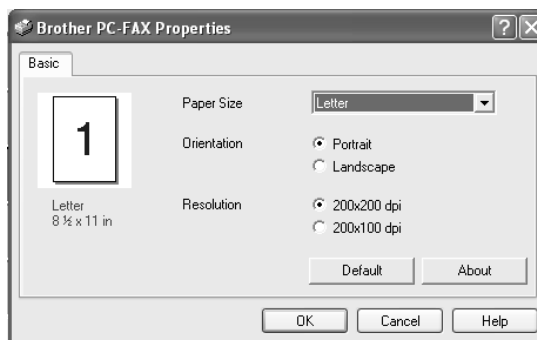 Brother PC-FAX Properties
Basic
1
Letter
8 ½ x 11 in
Paper Size
Letter
Orientation
Portrait
Landscape
Resolution
200x200 dpi
200x100 dpi
Default
About
OK
Cancel
Help